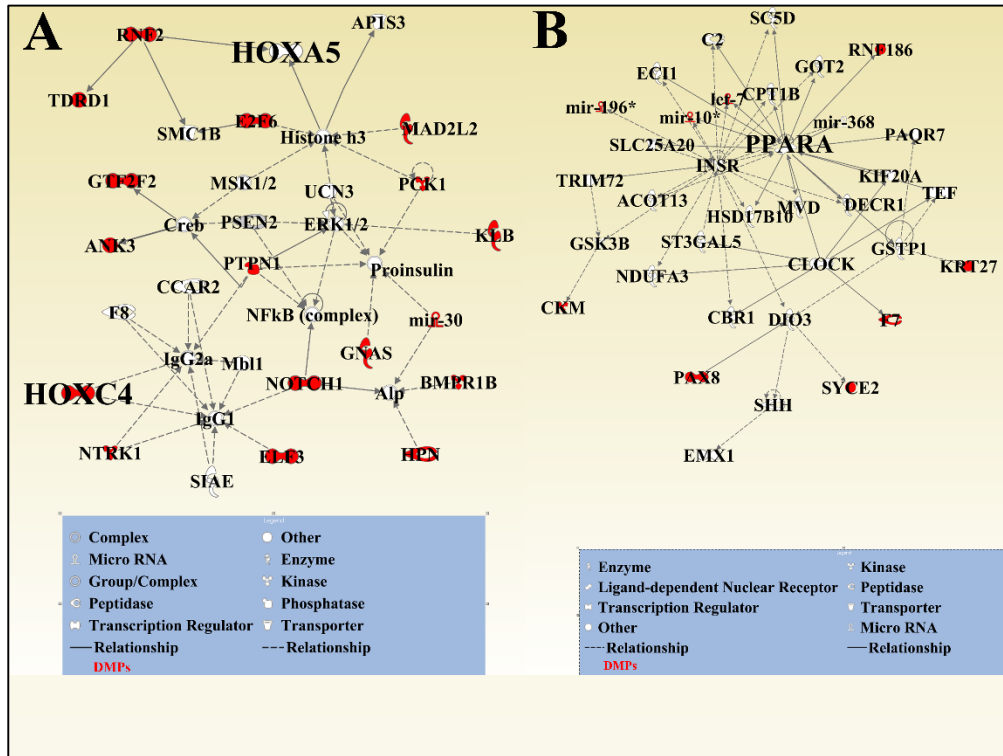 A
RNF2
HOXA5
AP1S3
TDRD1
SMC1B
E2F6
Histone h3
MAD2L2
GTF2F2
MSK1/2
UCN3
PCK1
Creb
PSEN2
ERK1/2
KLB
ANK3
PTPN1
Proinsulin
CCAR2
F8
NFkB (complex)
mir-30
IgG2a
Mbl1
GNAS
HOXC4
NOTCH1
Alp
BMPR1B
IgG1
NTRK1
ELF3
HPN
SIAE
Legend
Complex
Other
Micro RNA
Enzyme
Group/Complex
Kinase
Peptidase
Phosphatase
Transcription Regulator
Transporter
Relationship
Relationship
DMPs
B
SC5D
C2
RNF186
ECI1
GOT2
let-7
CPT1B
mir-196*
mir-10*
mir-368
SLC25A20
PPARA
PAQR7
INSR
TRIM72
KIF20A
TEF
ACOT13
DECR1
HSD17B10
MVD
GSK3B
ST3GAL5
GSTP1
NDUFA3
CLOCK
KRT27
CKM
CBR1
DIO3
F7
PAX8
SYCE2
SHH
EMX1
Enzyme
Kinase
Ligand-dependent Nuclear Receptor
Peptidase
Transcription Regulator
Transporter
Other
Micro RNA
Relationship
Relationship
DMPs